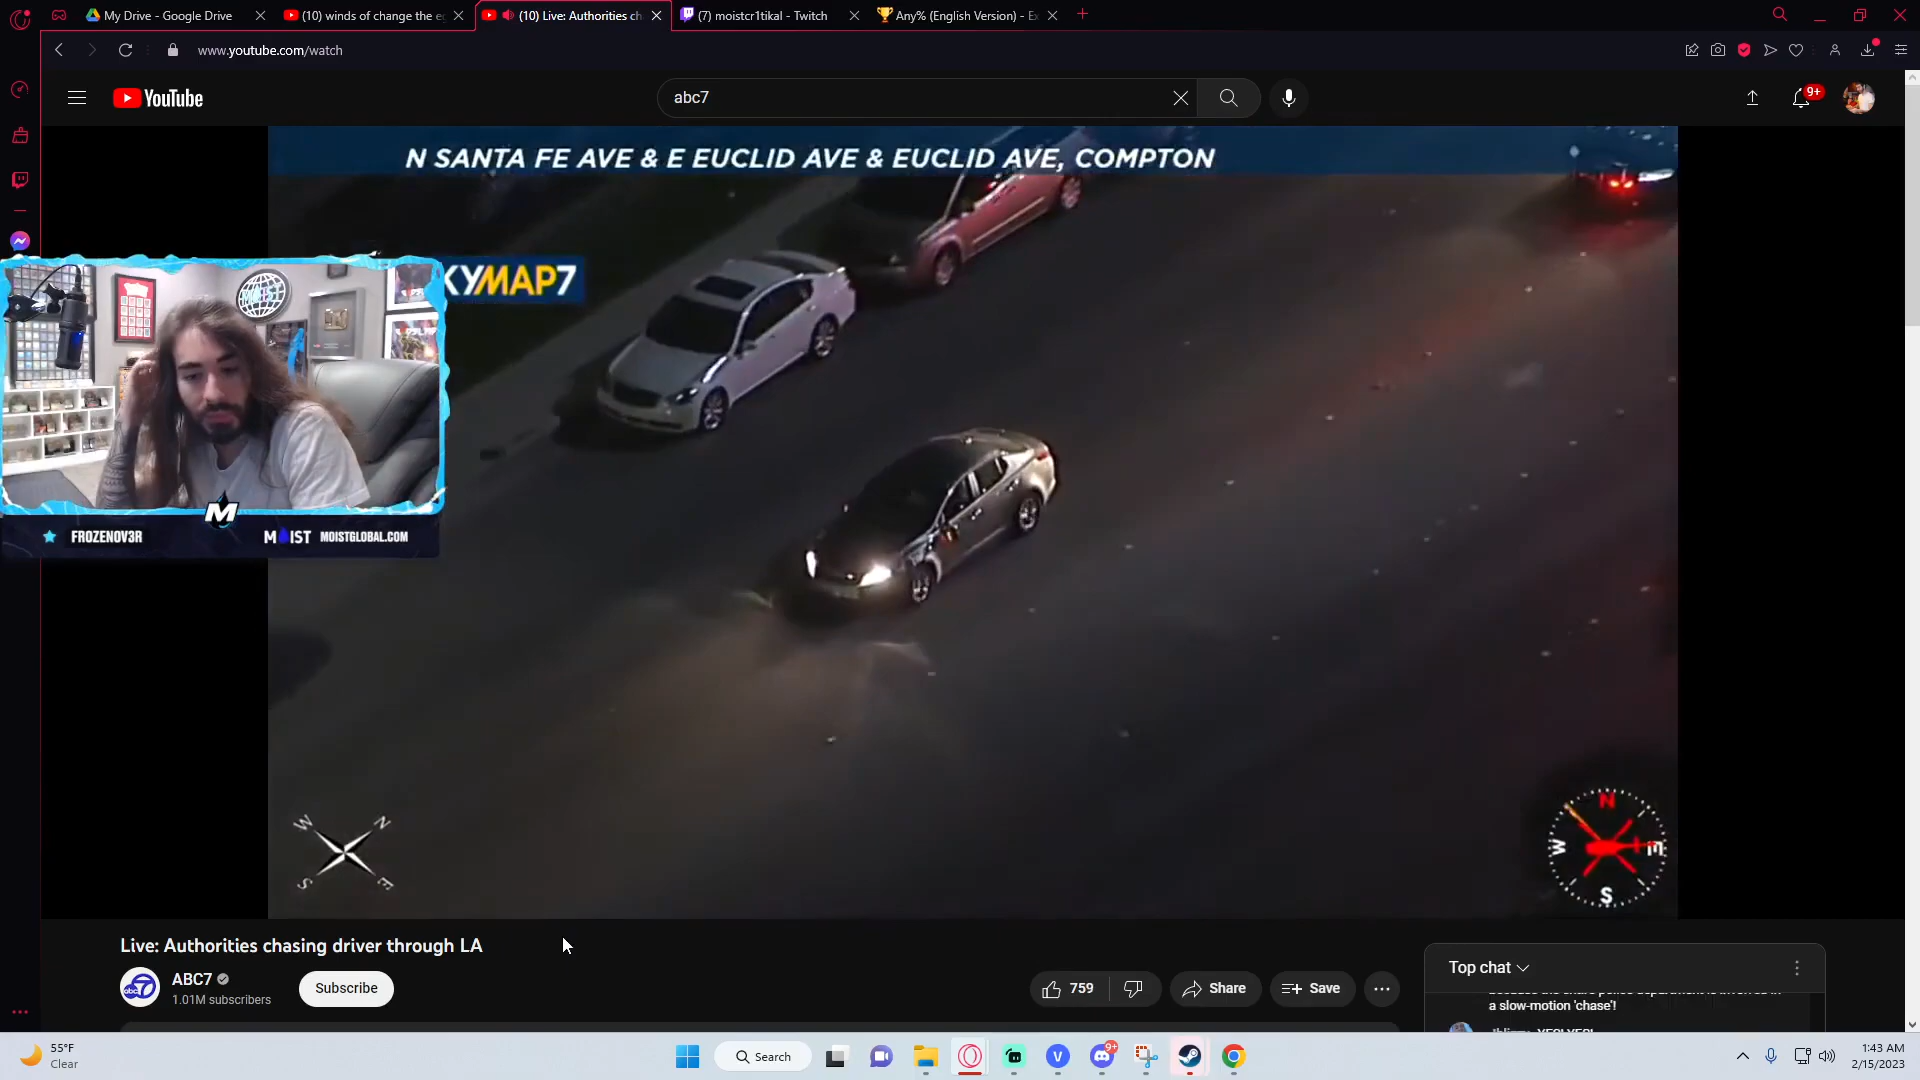 My Drive - Google Drive
(10) winds of change the e
(10) Live: Authorities ch
(7) moistcr1tikal - Twitch
Any% (English Version) - E
www.youtube.com/watch
YouTube
abc7
9+
N SANTA FE AVE & E EUCLID AVE & EUCLID AVE, COMPTON
KYMAP7
MOIST
FROZENOV3R
M
MOIST
MOISTGLOBAL.COM
W N
S E
N
W E
S
Live: Authorities chasing driver through LA
abc7
ABC7
1.01M subscribers
Subscribe
759
Share
Save
Top chat
a slow-motion 'chase'!
55°F
Clear
Search
V
9+
1:43 AM
2/15/2023